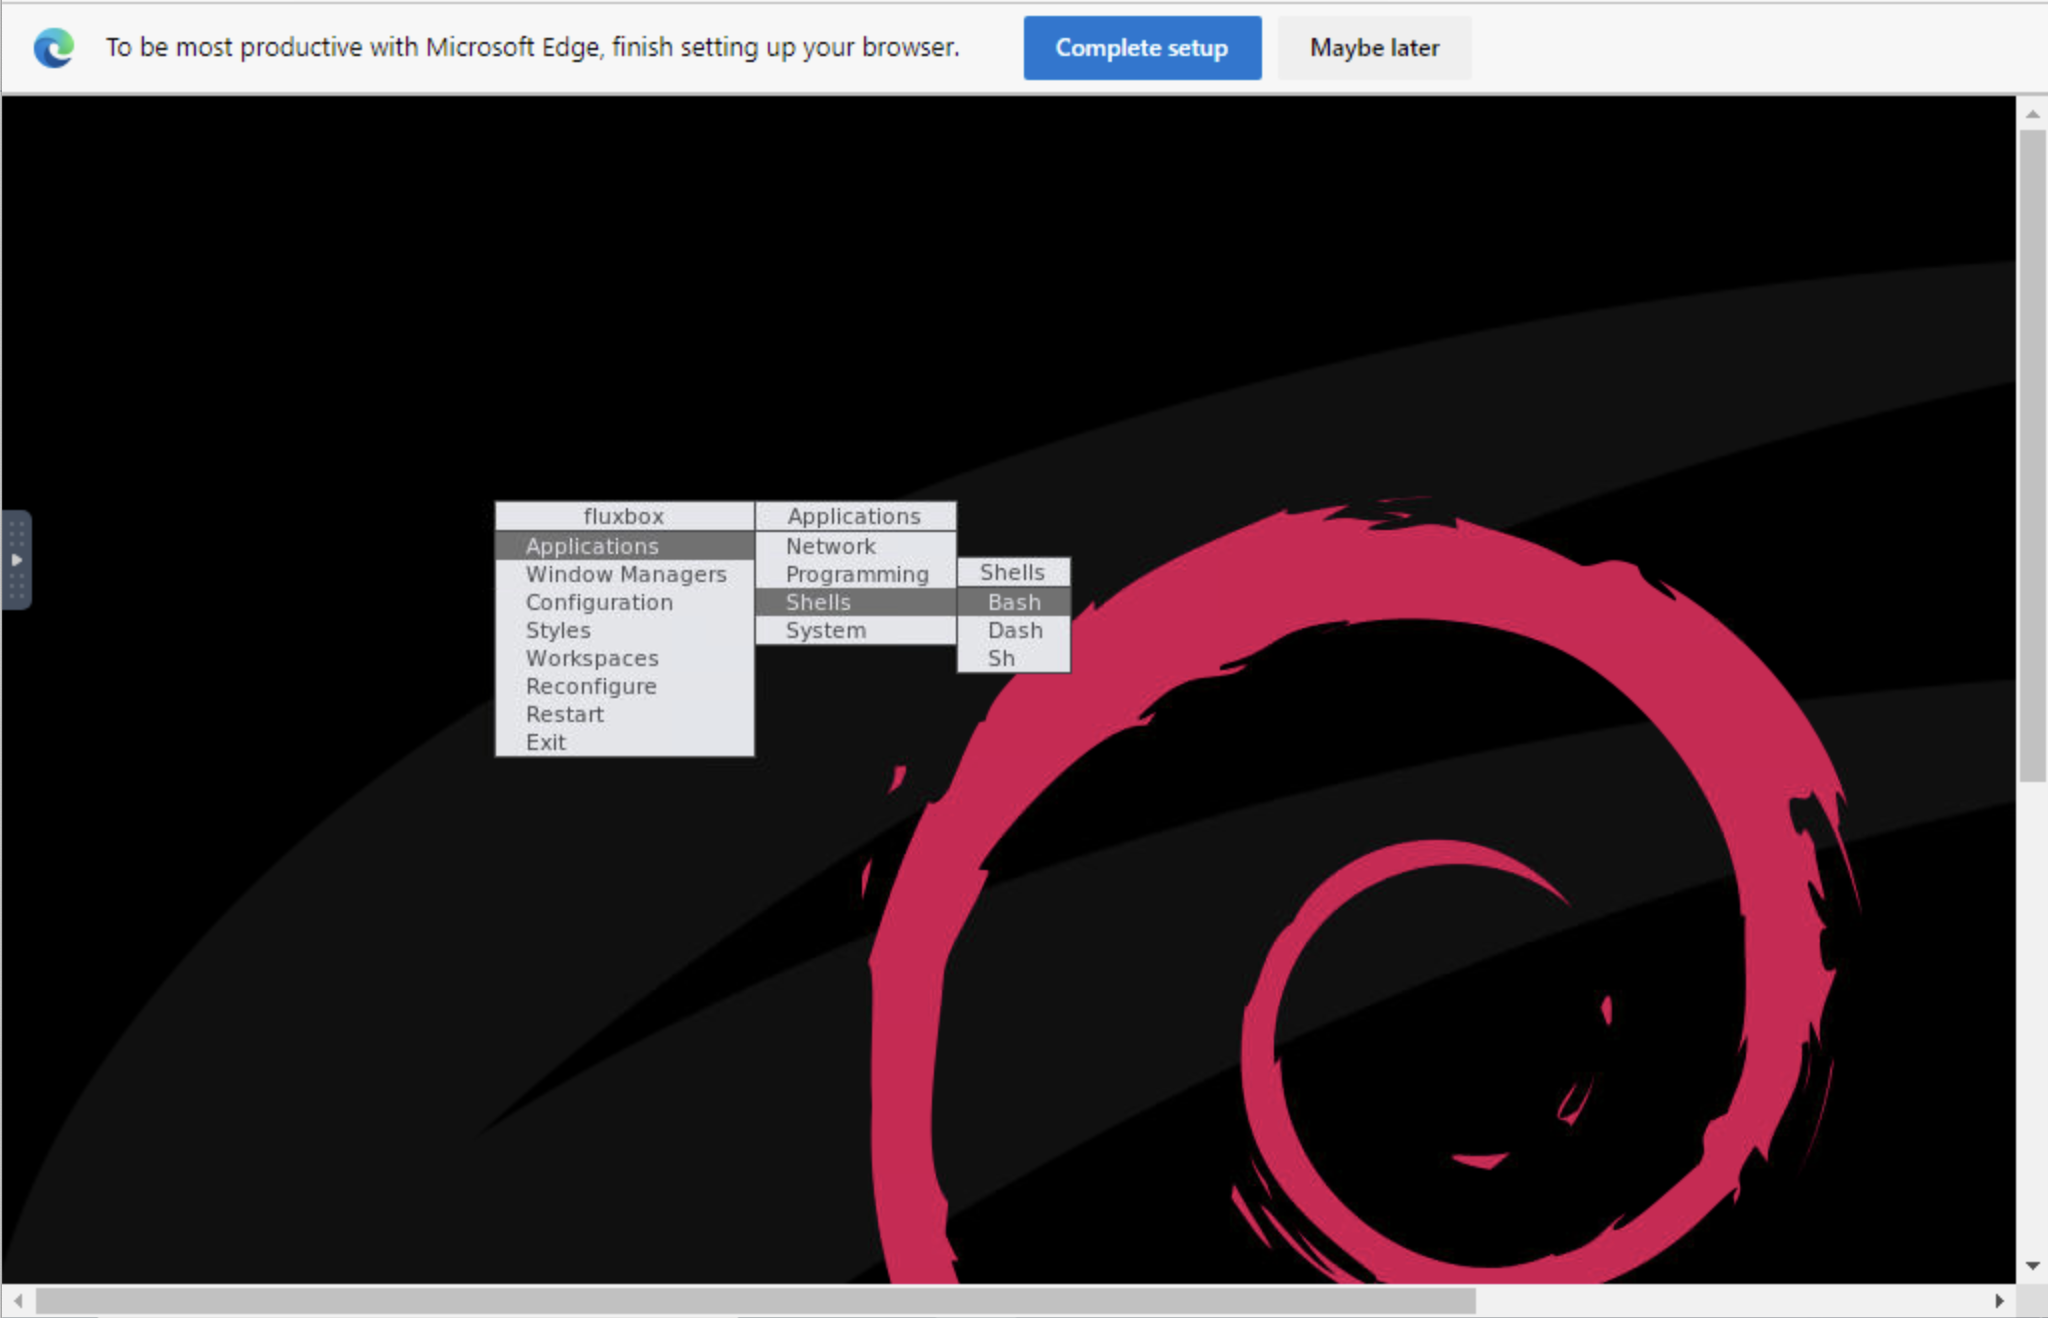 To be most productive with Microsoft Edge, finish setting up your browser.
Complete setup
Maybe later
fluxbox
Applications
Window Managers
Configuration
Styles
Workspaces
Reconfigure
Restart
Exit
Applications
Network
Programming
Shells
System
Shells
Bash
Dash
Sh